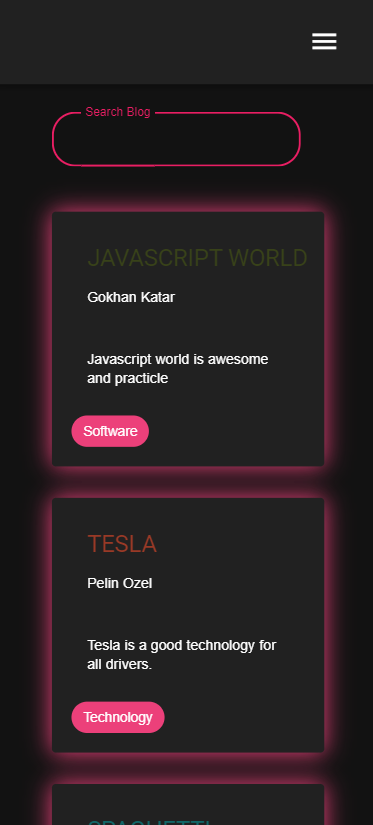 Search Blog
JAVASCRIPT WORLD
Gokhan Katar
Javascript world is awesome
and practicle
Software
TESLA
Pelin Ozel
Tesla is a good technology for
all drivers.
Technology
SPAGHETTI